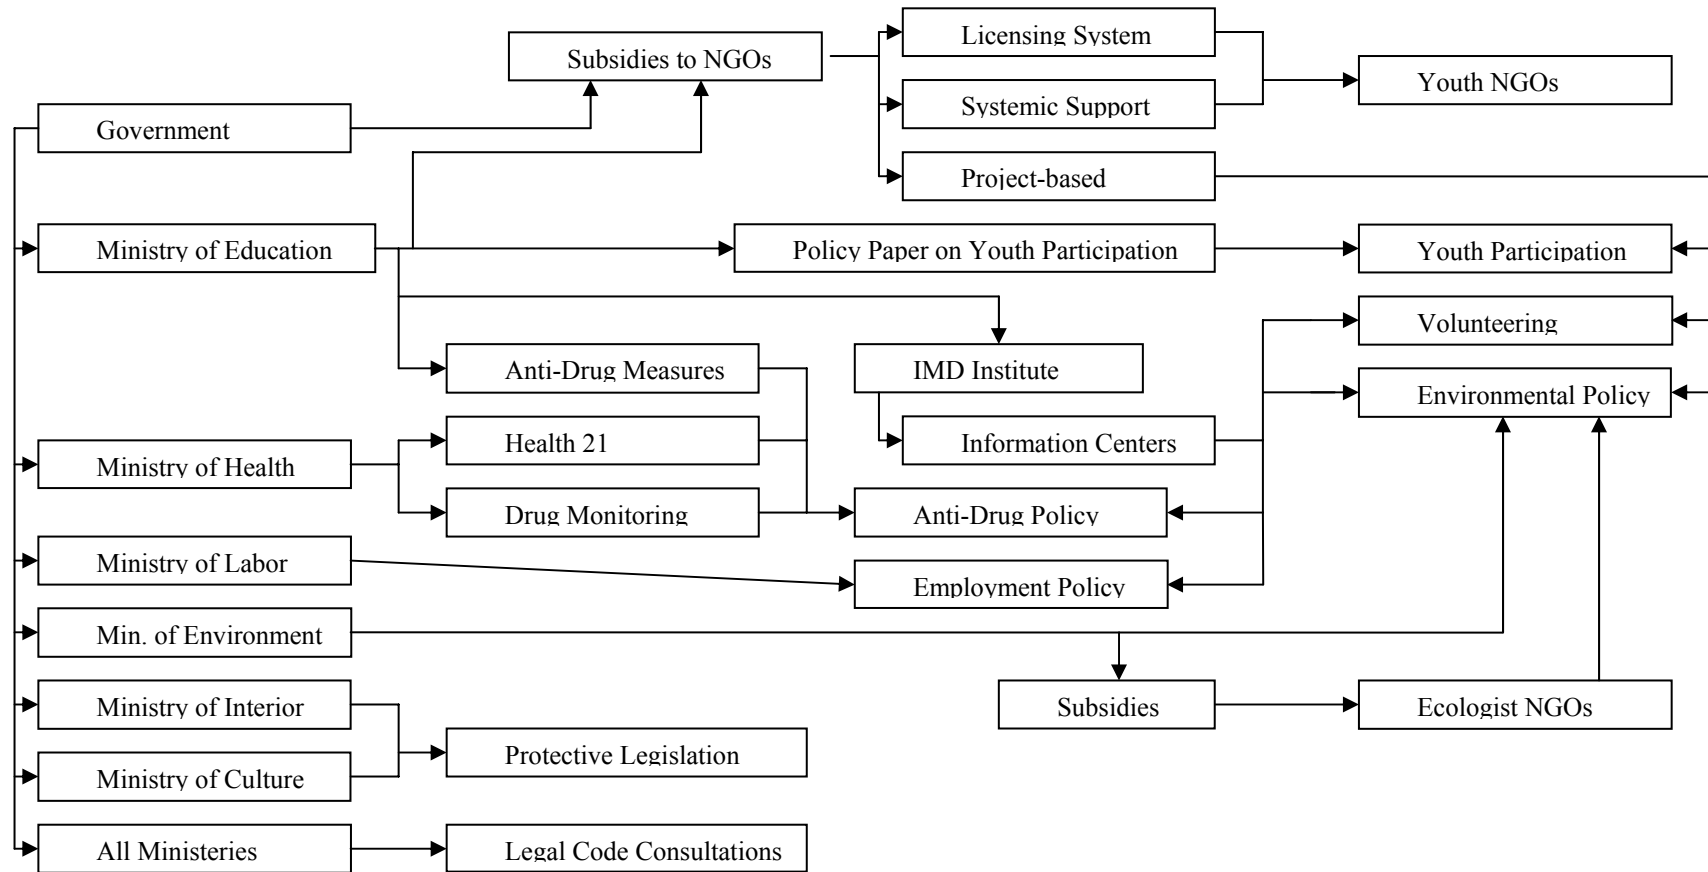 Licensing System
Subsidies to NGOs
Youth NGOs
Systemic Support
Government
Project-based
Ministry of Education
Policy Paper on Youth Participation
Youth Participation
Volunteering
Anti-Drug Measures
IMD Institute
Environmental Policy
Health 21
Information Centers
Ministry of Health
Drug Monitoring
Anti-Drug Policy
Ministry of Labor
Employment Policy
Min. of Environment
Ministry of Interior
Subsidies
Ecologist NGOs
Protective Legislation
Ministry of Culture
All Ministeries
Legal Code Consultations